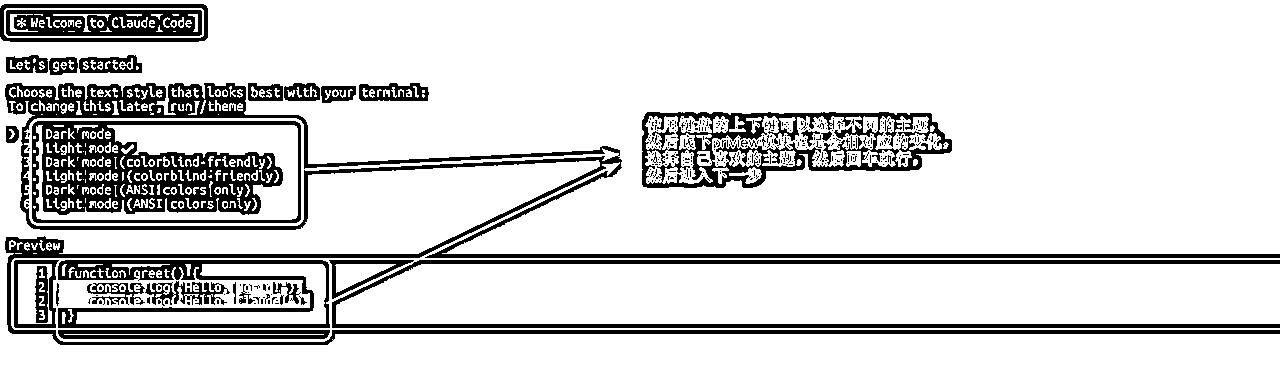 * Welcome to Claude Code
Let's get started.
Choose the text style that looks best with your terminal:
To change this later, run /theme
❯ 1. Dark mode
2. Light mode ✔
3. Dark mode (colorblind-friendly)
4. Light mode (colorblind-friendly)
5. Dark mode (ANSI colors only)
6. Light mode (ANSI colors only)
使用键盘的上下键可以选择不同的主题,
然后底下priview模块也是会相对应的变化,
选择自己喜欢的主题, 然后回车就行,
然后进入下一步
Preview
1 function greet() {
2 console.log("Hello, World!");
2 console.log("Hello, Claude!");
3 }